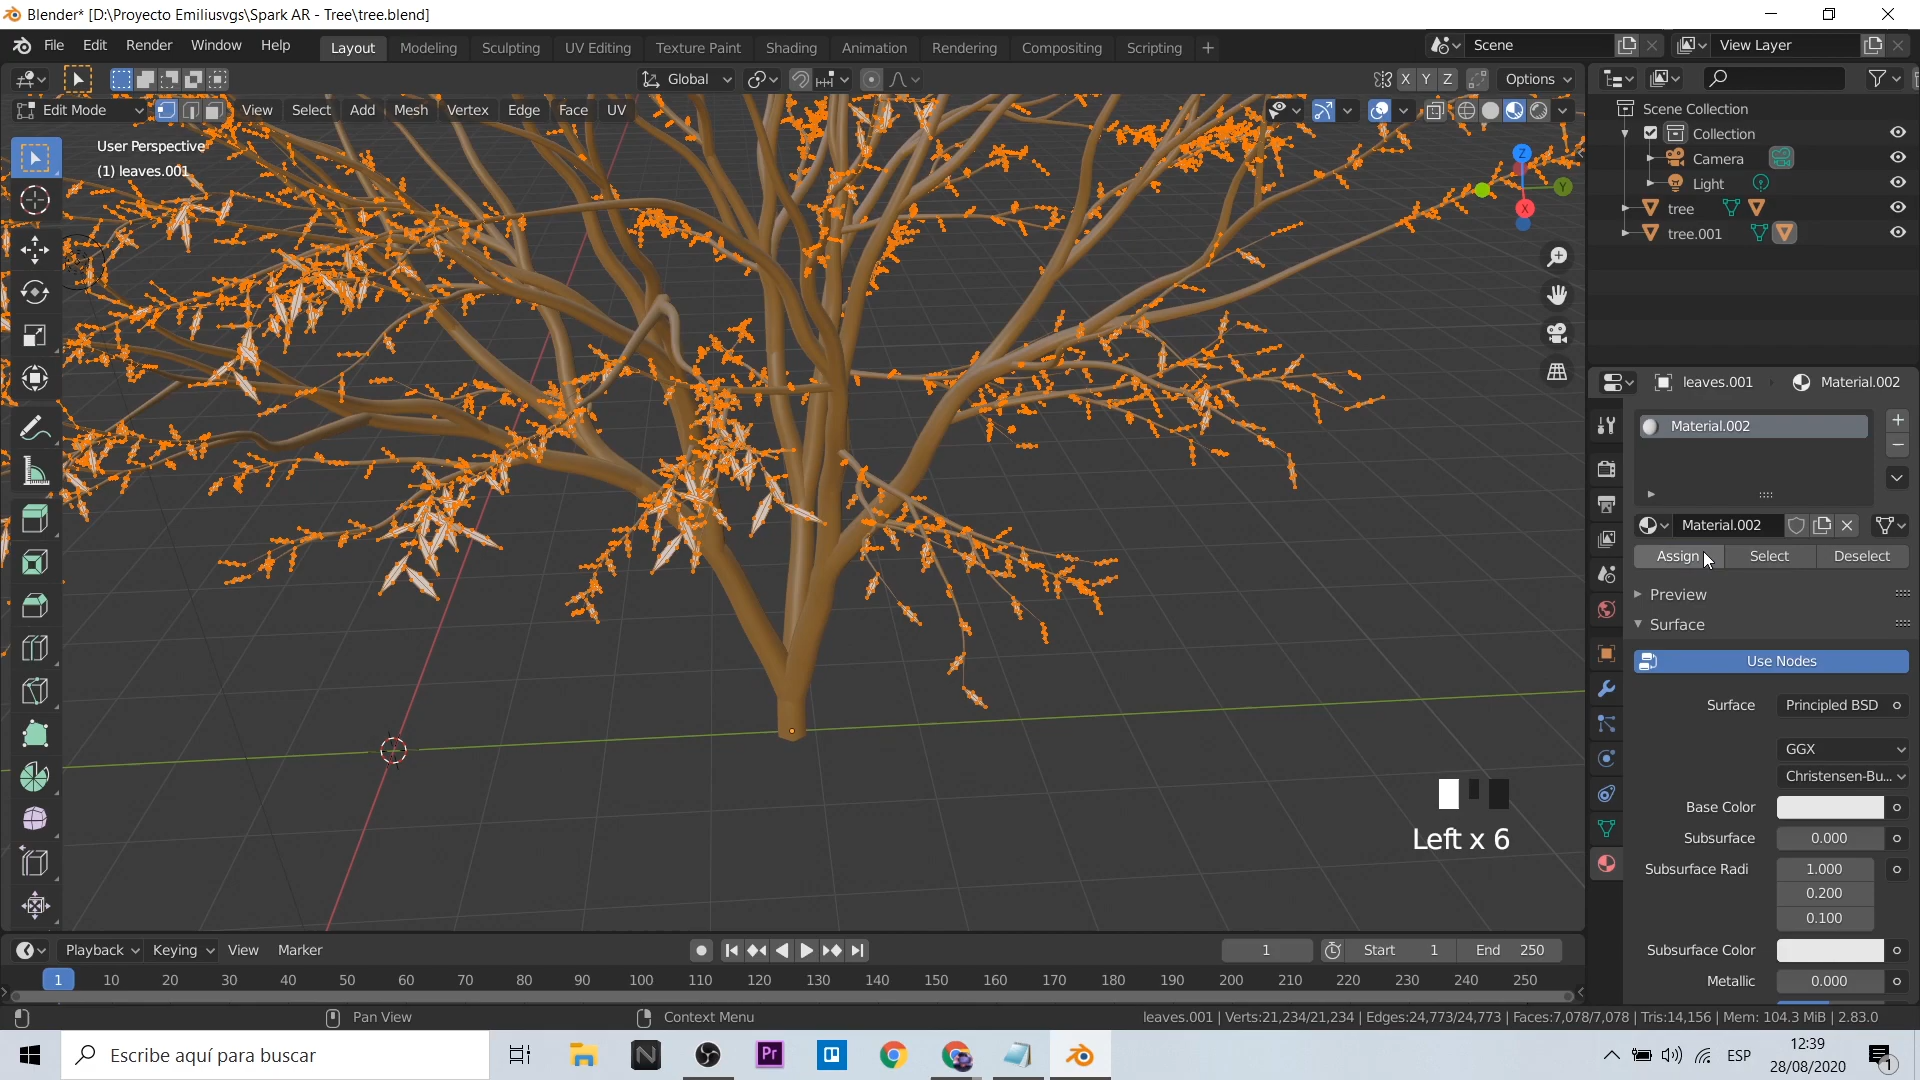 Blender* [D:\Proyecto Emiliusvgs\Spark AR - Tree\tree.blend]
File Edit Render Window Help Layout Modeling Sculpting UV Editing Texture Paint Shading Animation Rendering Compositing Scripting + Scene View Layer
Global X Y Z Options
Edit Mode View Select Add Mesh Vertex Edge Face UV
User Perspective
(1) leaves.001
Z
Y
X
Scene Collection
Collection
Camera
Light
tree
tree.001
leaves.001 Material.002
Material.002
Material.002
Assign Select Deselect
Preview
Surface
Use Nodes
Surface Principled BSD
GGX
Christensen-Bu...
Base Color
Subsurface 0.000
Subsurface Radi 1.000
0.200
0.100
Subsurface Color
Metallic 0.000
Left x 6
Playback Keying View Marker 1 Start 1 End 250
1 10 20 30 40 50 60 70 80 90 100 110 120 130 140 150 160 170 180 190 200 210 220 230 240 250
Pan View Context Menu leaves.001 | Verts:21,234/21,234 | Edges:24,773/24,773 | Faces:7,078/7,078 | Tris:14,156 | Mem: 104.3 MiB | 2.83.0
Escribe aquí para buscar
N
Pr
ESP
12:39
28/08/2020
1